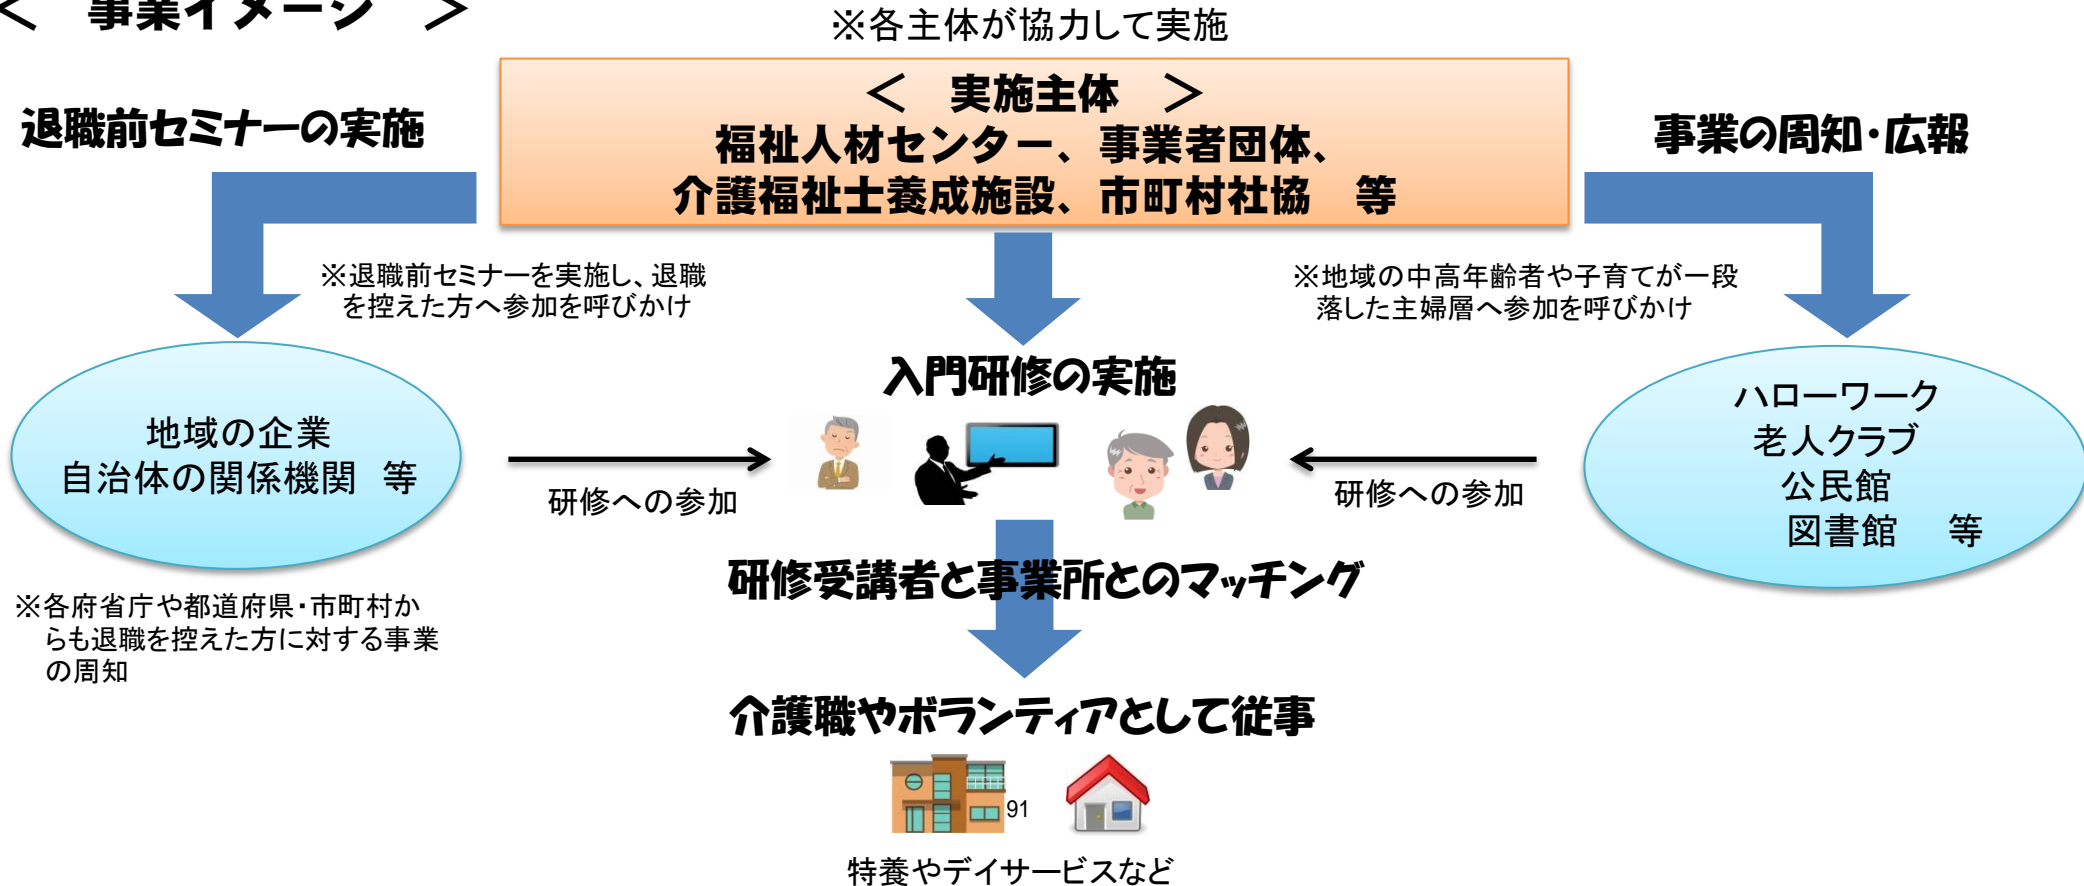 ＜　事業イメージ　＞
※各主体が協力して実施
＜　実施主体　＞
福祉人材センター、事業者団体、
介護福祉士養成施設、市町村社協　等
退職前セミナーの実施
事業の周知・広報
※退職前セミナーを実施し、退職
を控えた方へ参加を呼びかけ
※地域の中高年齢者や子育てが一段
落した主婦層へ参加を呼びかけ
入門研修の実施
地域の企業
自治体の関係機関　等
研修への参加
研修への参加
ハローワーク
老人クラブ
公民館
図書館　等
※各府省庁や都道府県・市町村か
らも退職を控えた方に対する事業
の周知
研修受講者と事業所とのマッチング
介護職やボランティアとして従事
91
特養やデイサービスなど